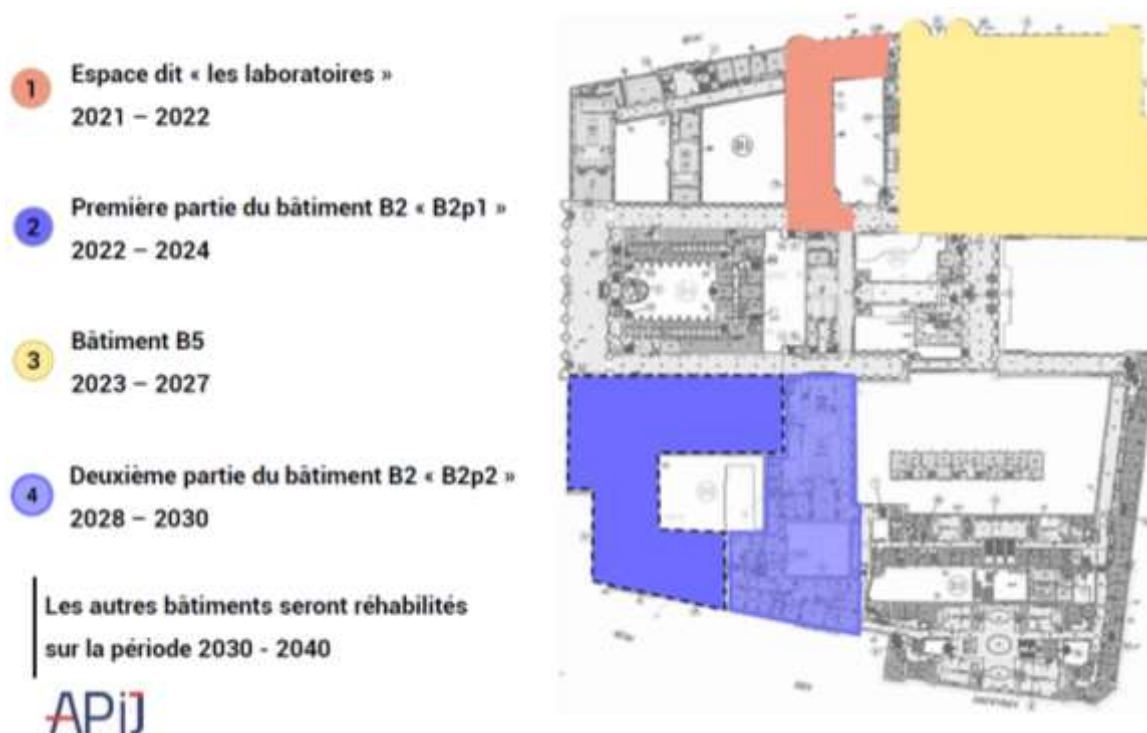 1
Espace dit « les laboratoires »
2021 – 2022
2
Première partie du bâtiment B2 « B2p1 »
2022 – 2024
3
Bâtiment B5
2023 – 2027
4
Deuxième partie du bâtiment B2 « B2p2 »
2028 – 2030
Les autres bâtiments seront réhabilités
sur la période 2030 - 2040
APiJ